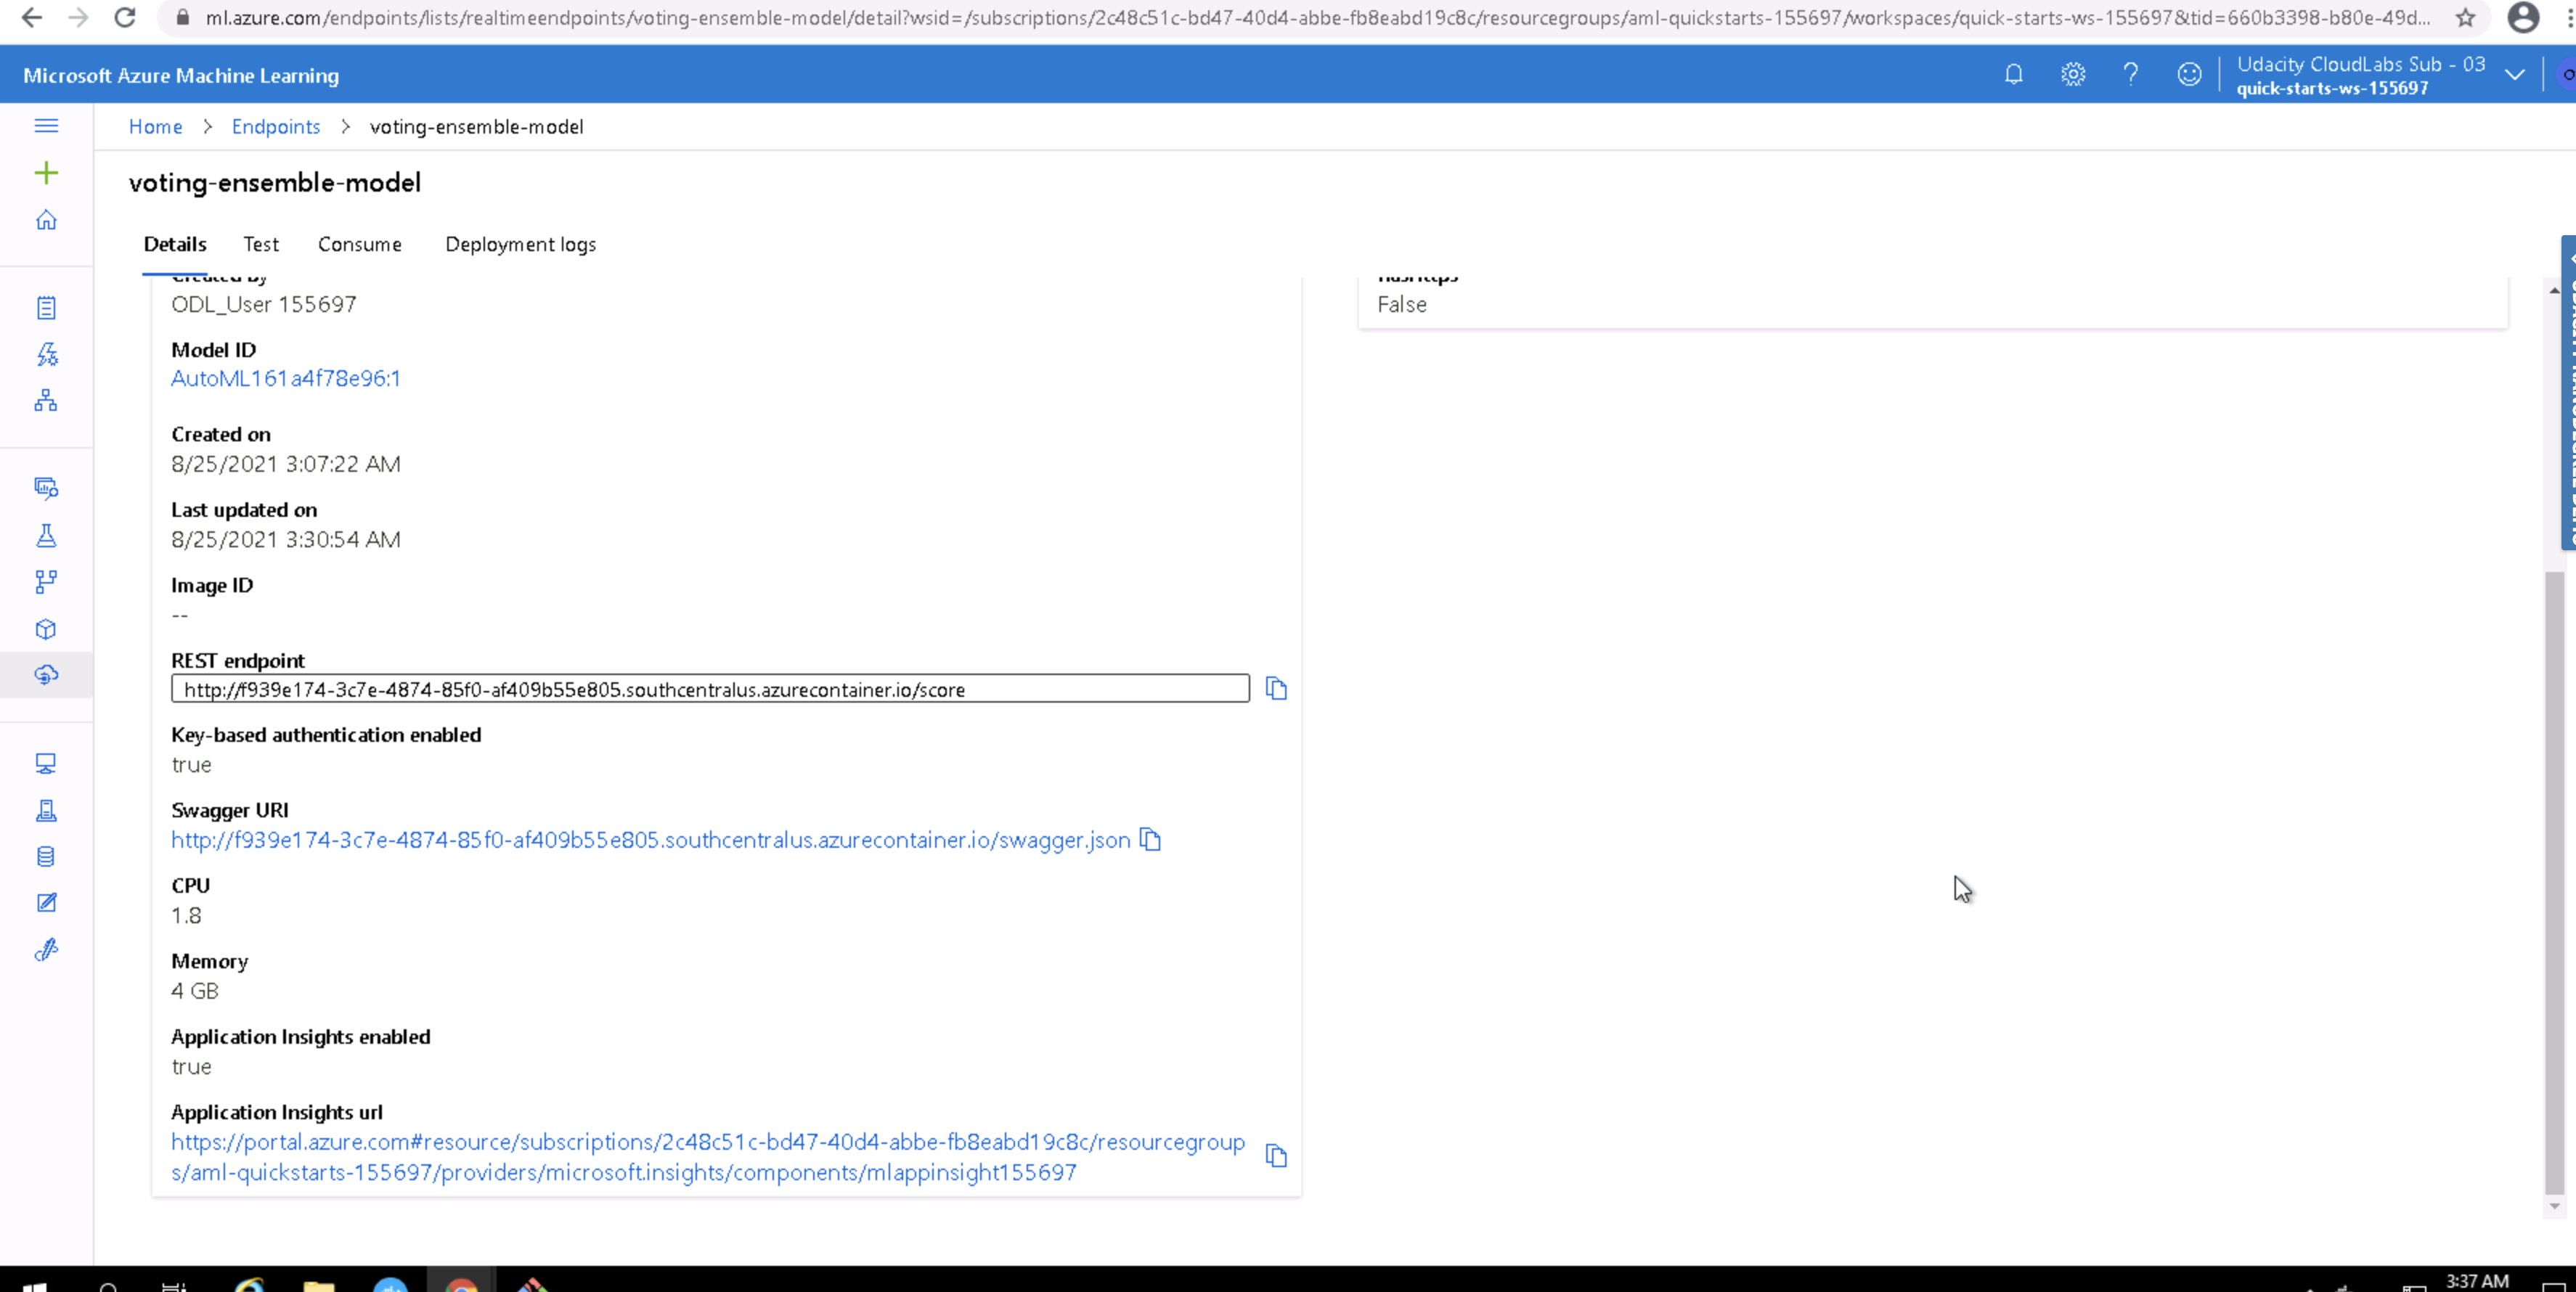 ml.azure.com/endpoints/lists/realtimeendpoints/voting-ensemble-model/detail?wsid=/subscriptions/2c48c51c-bd47-40d4-abbe-fb8eabd19c8c/resourcegroups/aml-quickstarts-155697/workspaces/quick-starts-ws-155697&tid=660b3398-b80e-49d...
Microsoft Azure Machine Learning
Udacity CloudLabs Sub - 03
quick-starts-ws-155697
Home > Endpoints > voting-ensemble-model
voting-ensemble-model
Details Test Consume Deployment logs
Created by
ODL_User 155697
Model ID
AutoML161a4f78e96:1
Created on
8/25/2021 3:07:22 AM
Last updated on
8/25/2021 3:30:54 AM
Image ID
--
REST endpoint
http://f939e174-3c7e-4874-85f0-af409b55e805.southcentralus.azurecontainer.io/score
Key-based authentication enabled
true
Swagger URI
http://f939e174-3c7e-4874-85f0-af409b55e805.southcentralus.azurecontainer.io/swagger.json
CPU
1.8
Memory
4 GB
Application Insights enabled
true
Application Insights url
https://portal.azure.com#resource/subscriptions/2c48c51c-bd47-40d4-abbe-fb8eabd19c8c/resourcegroup
s/aml-quickstarts-155697/providers/microsoft.insights/components/mlappinsight155697
HasHttps
False
3:37 AM